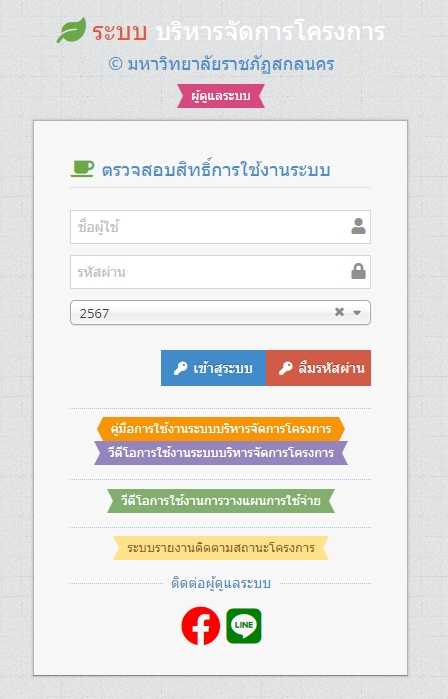 ระบบ บริหารจัดการโครงการ
© มหาวิทยาลัยราชภัฏสกลนคร
ผู้ดูแลระบบ
ตรวจสอบสิทธิ์การใช้งานระบบ
ชื่อผู้ใช้
รหัสผ่าน
2567
เข้าสู่ระบบ ลืมรหัสผ่าน
คู่มือการใช้งานระบบบริหารจัดการโครงการ
วีดีโอการใช้งานระบบบริหารจัดการโครงการ
วีดีโอการใช้งานการวางแผนการใช้จ่าย
ระบบรายงานติดตามสถานะโครงการ
ติดต่อผู้ดูแลระบบ
LINE